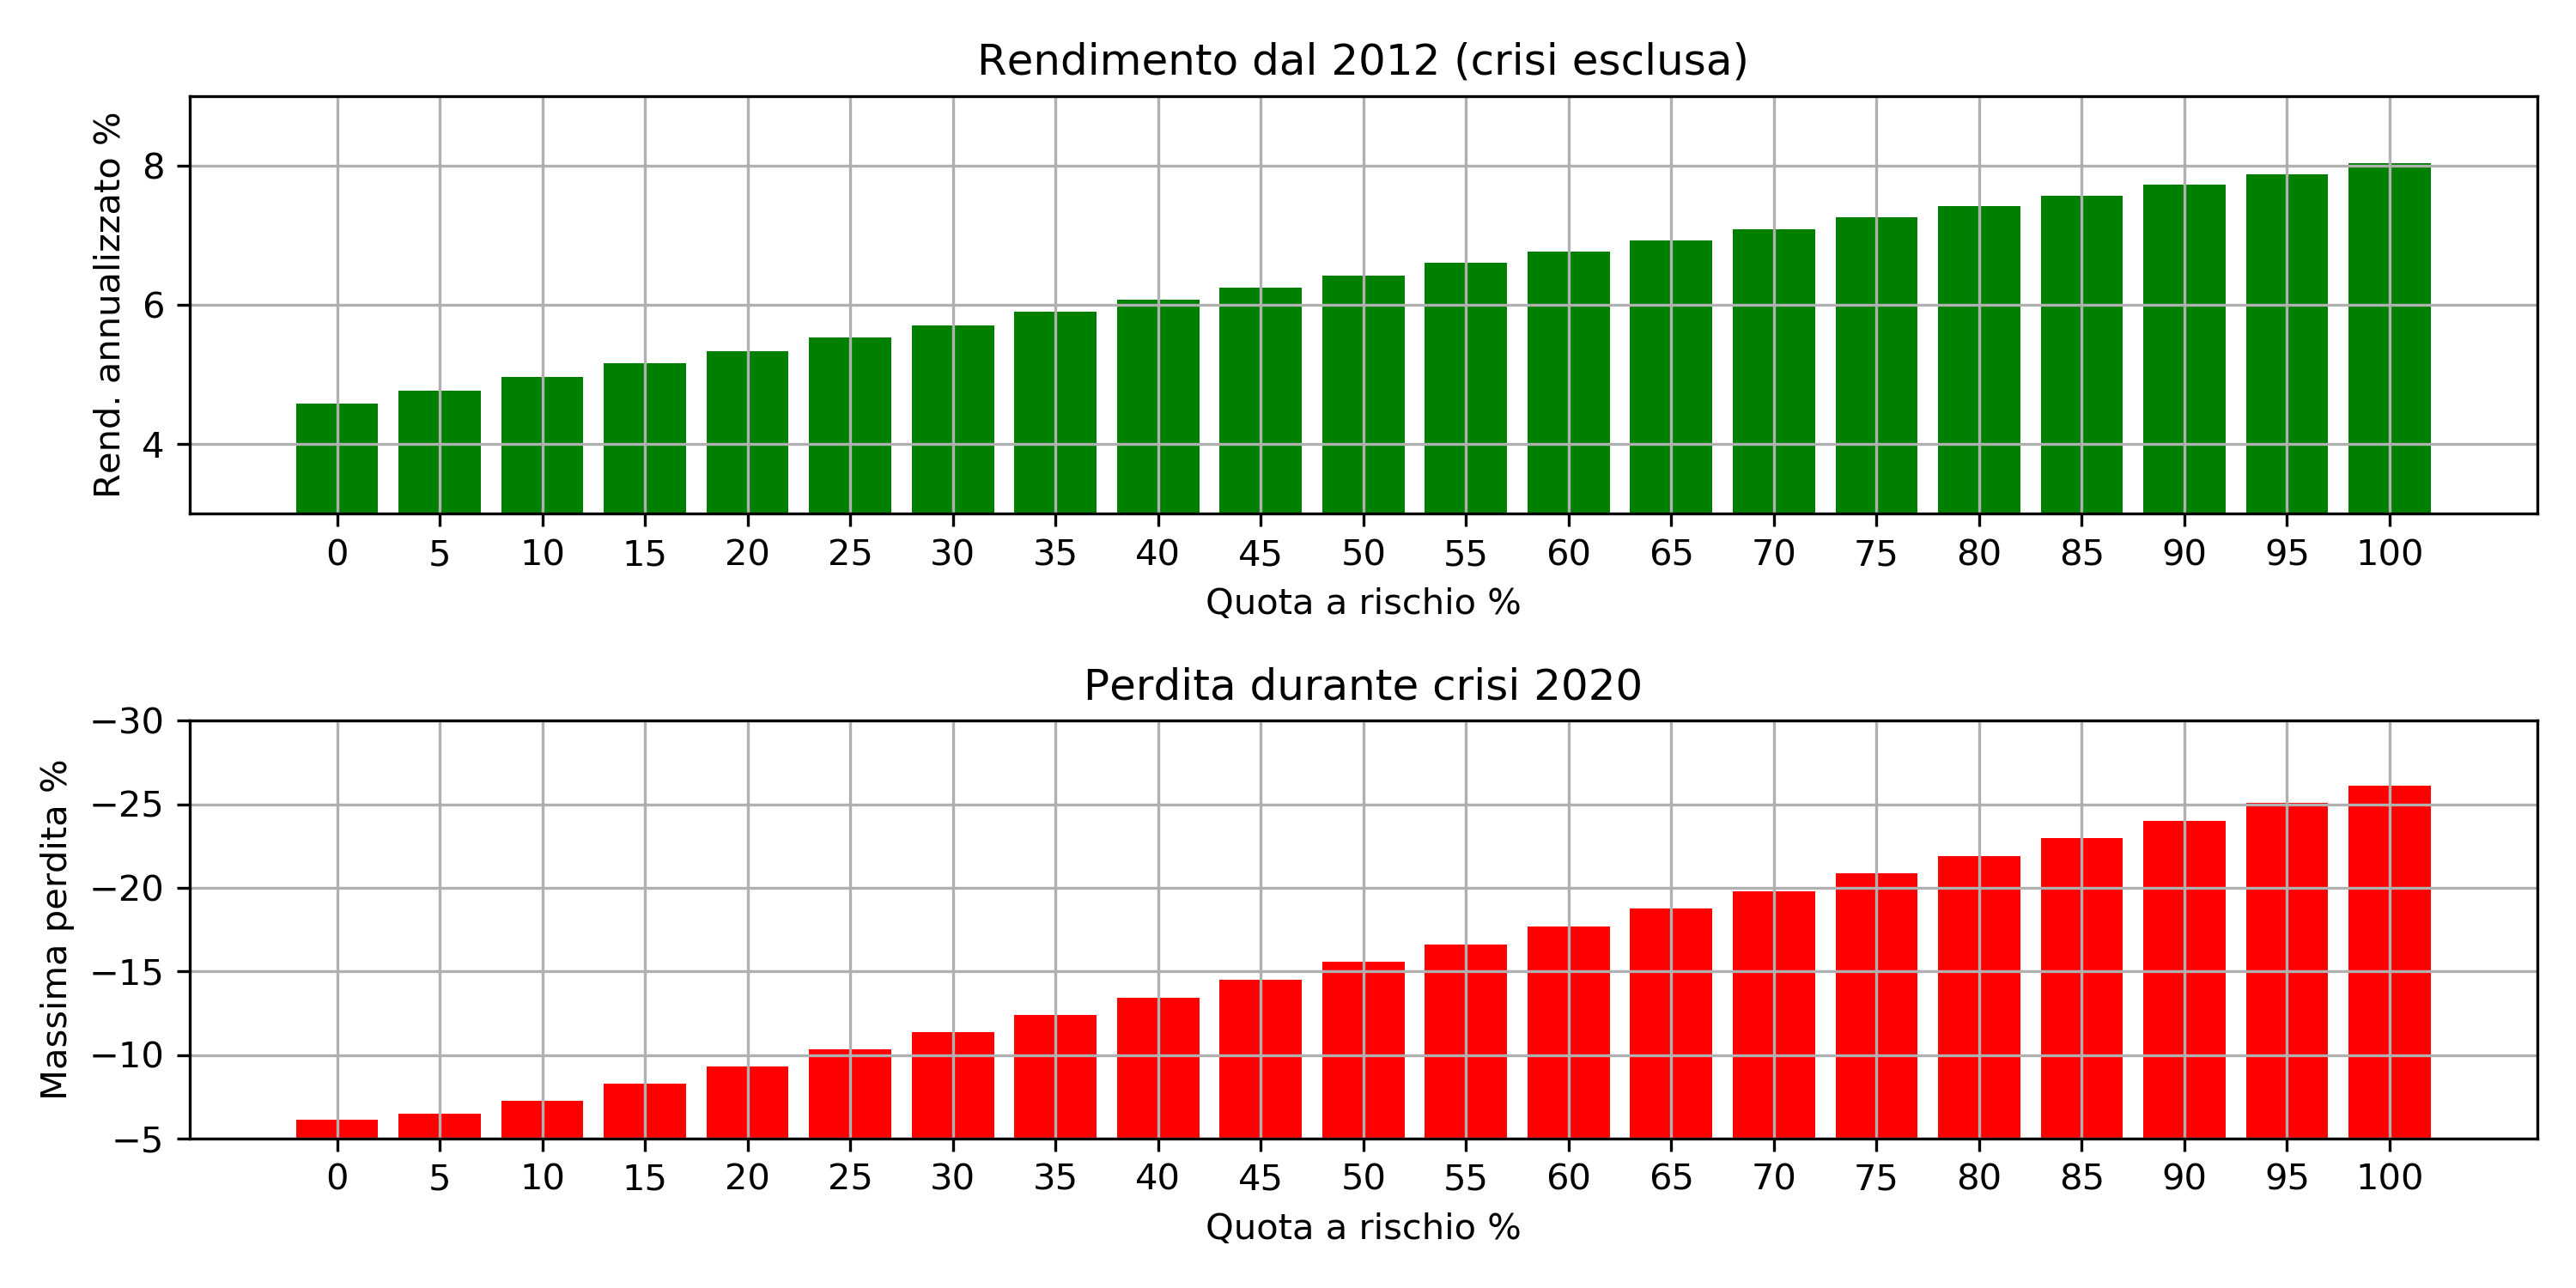 Rendimento dal 2012 (crisi esclusa)
Rend. annualizzato %
8
6
4
0 5 10 15 20 25 30 35 40 45 50 55 60 65 70 75 80 85 90 95 100
Quota a rischio %
Perdita durante crisi 2020
Massima perdita %
−30
−25
−20
−15
−10
−5
0 5 10 15 20 25 30 35 40 45 50 55 60 65 70 75 80 85 90 95 100
Quota a rischio %